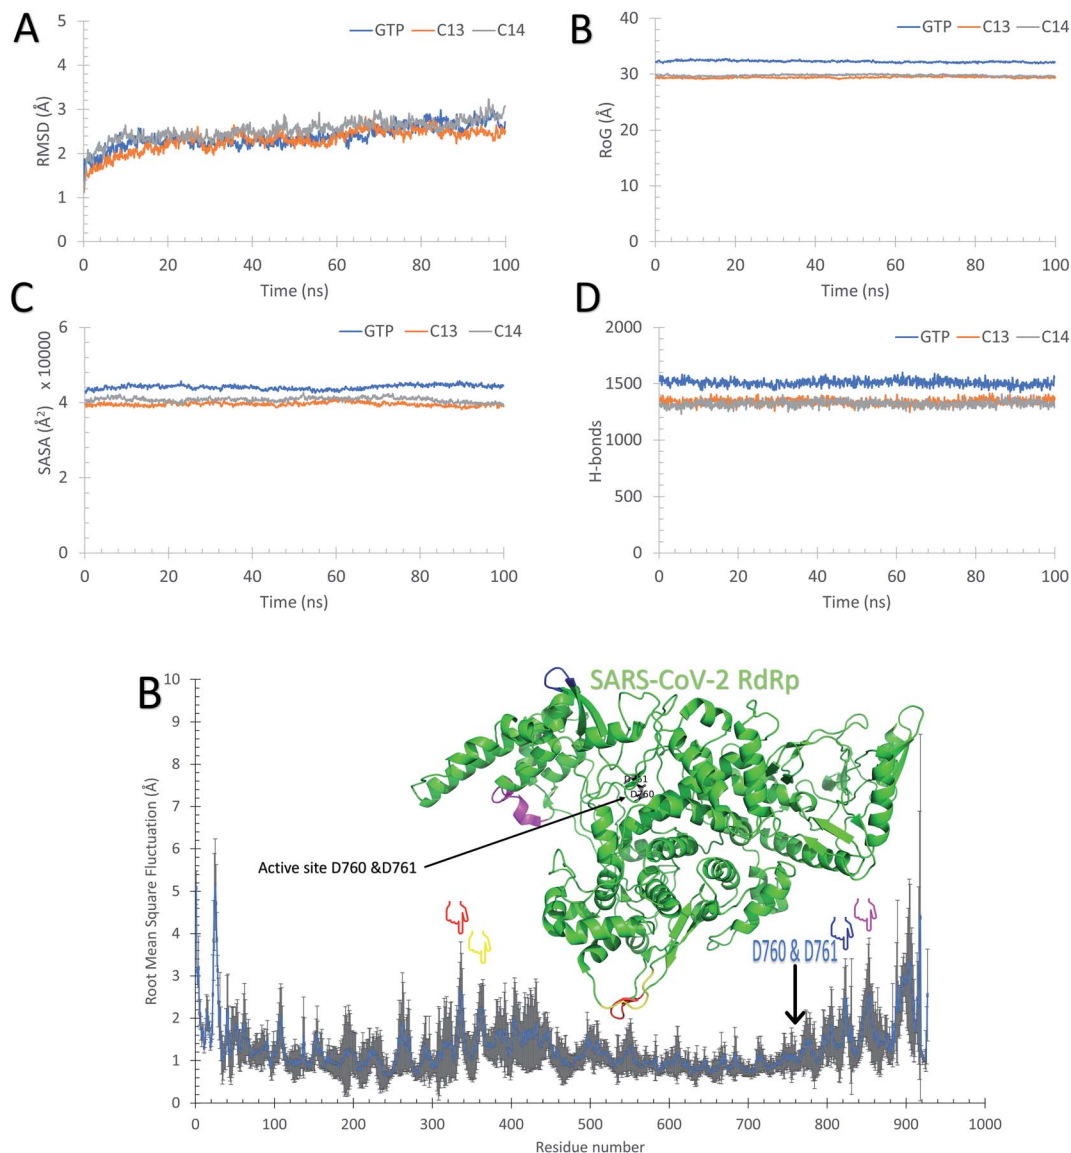 A
GTP C13 C14
5
4
3
2
1
0
RMSD (Å)
0 20 40 60 80 100
Time (ns)
B
GTP C13 C14
40
30
20
10
0
RoG (Å)
0 20 40 60 80 100
Time (ns)
C
GTP C13 C14
6
4
2
0
SASA (Å²) x 10000
0 20 40 60 80 100
Time (ns)
D
GTP C13 C14
2000
1500
1000
500
0
H-bonds
0 20 40 60 80 100
Time (ns)
B
SARS-CoV-2 RdRp
10
9
8
7
6
5
4
3
2
1
0
Root Mean Square Fluctuation (Å)
D760
Active site D760 &D761
D760 & D761
0 100 200 300 400 500 600 700 800 900 1000
Residue number